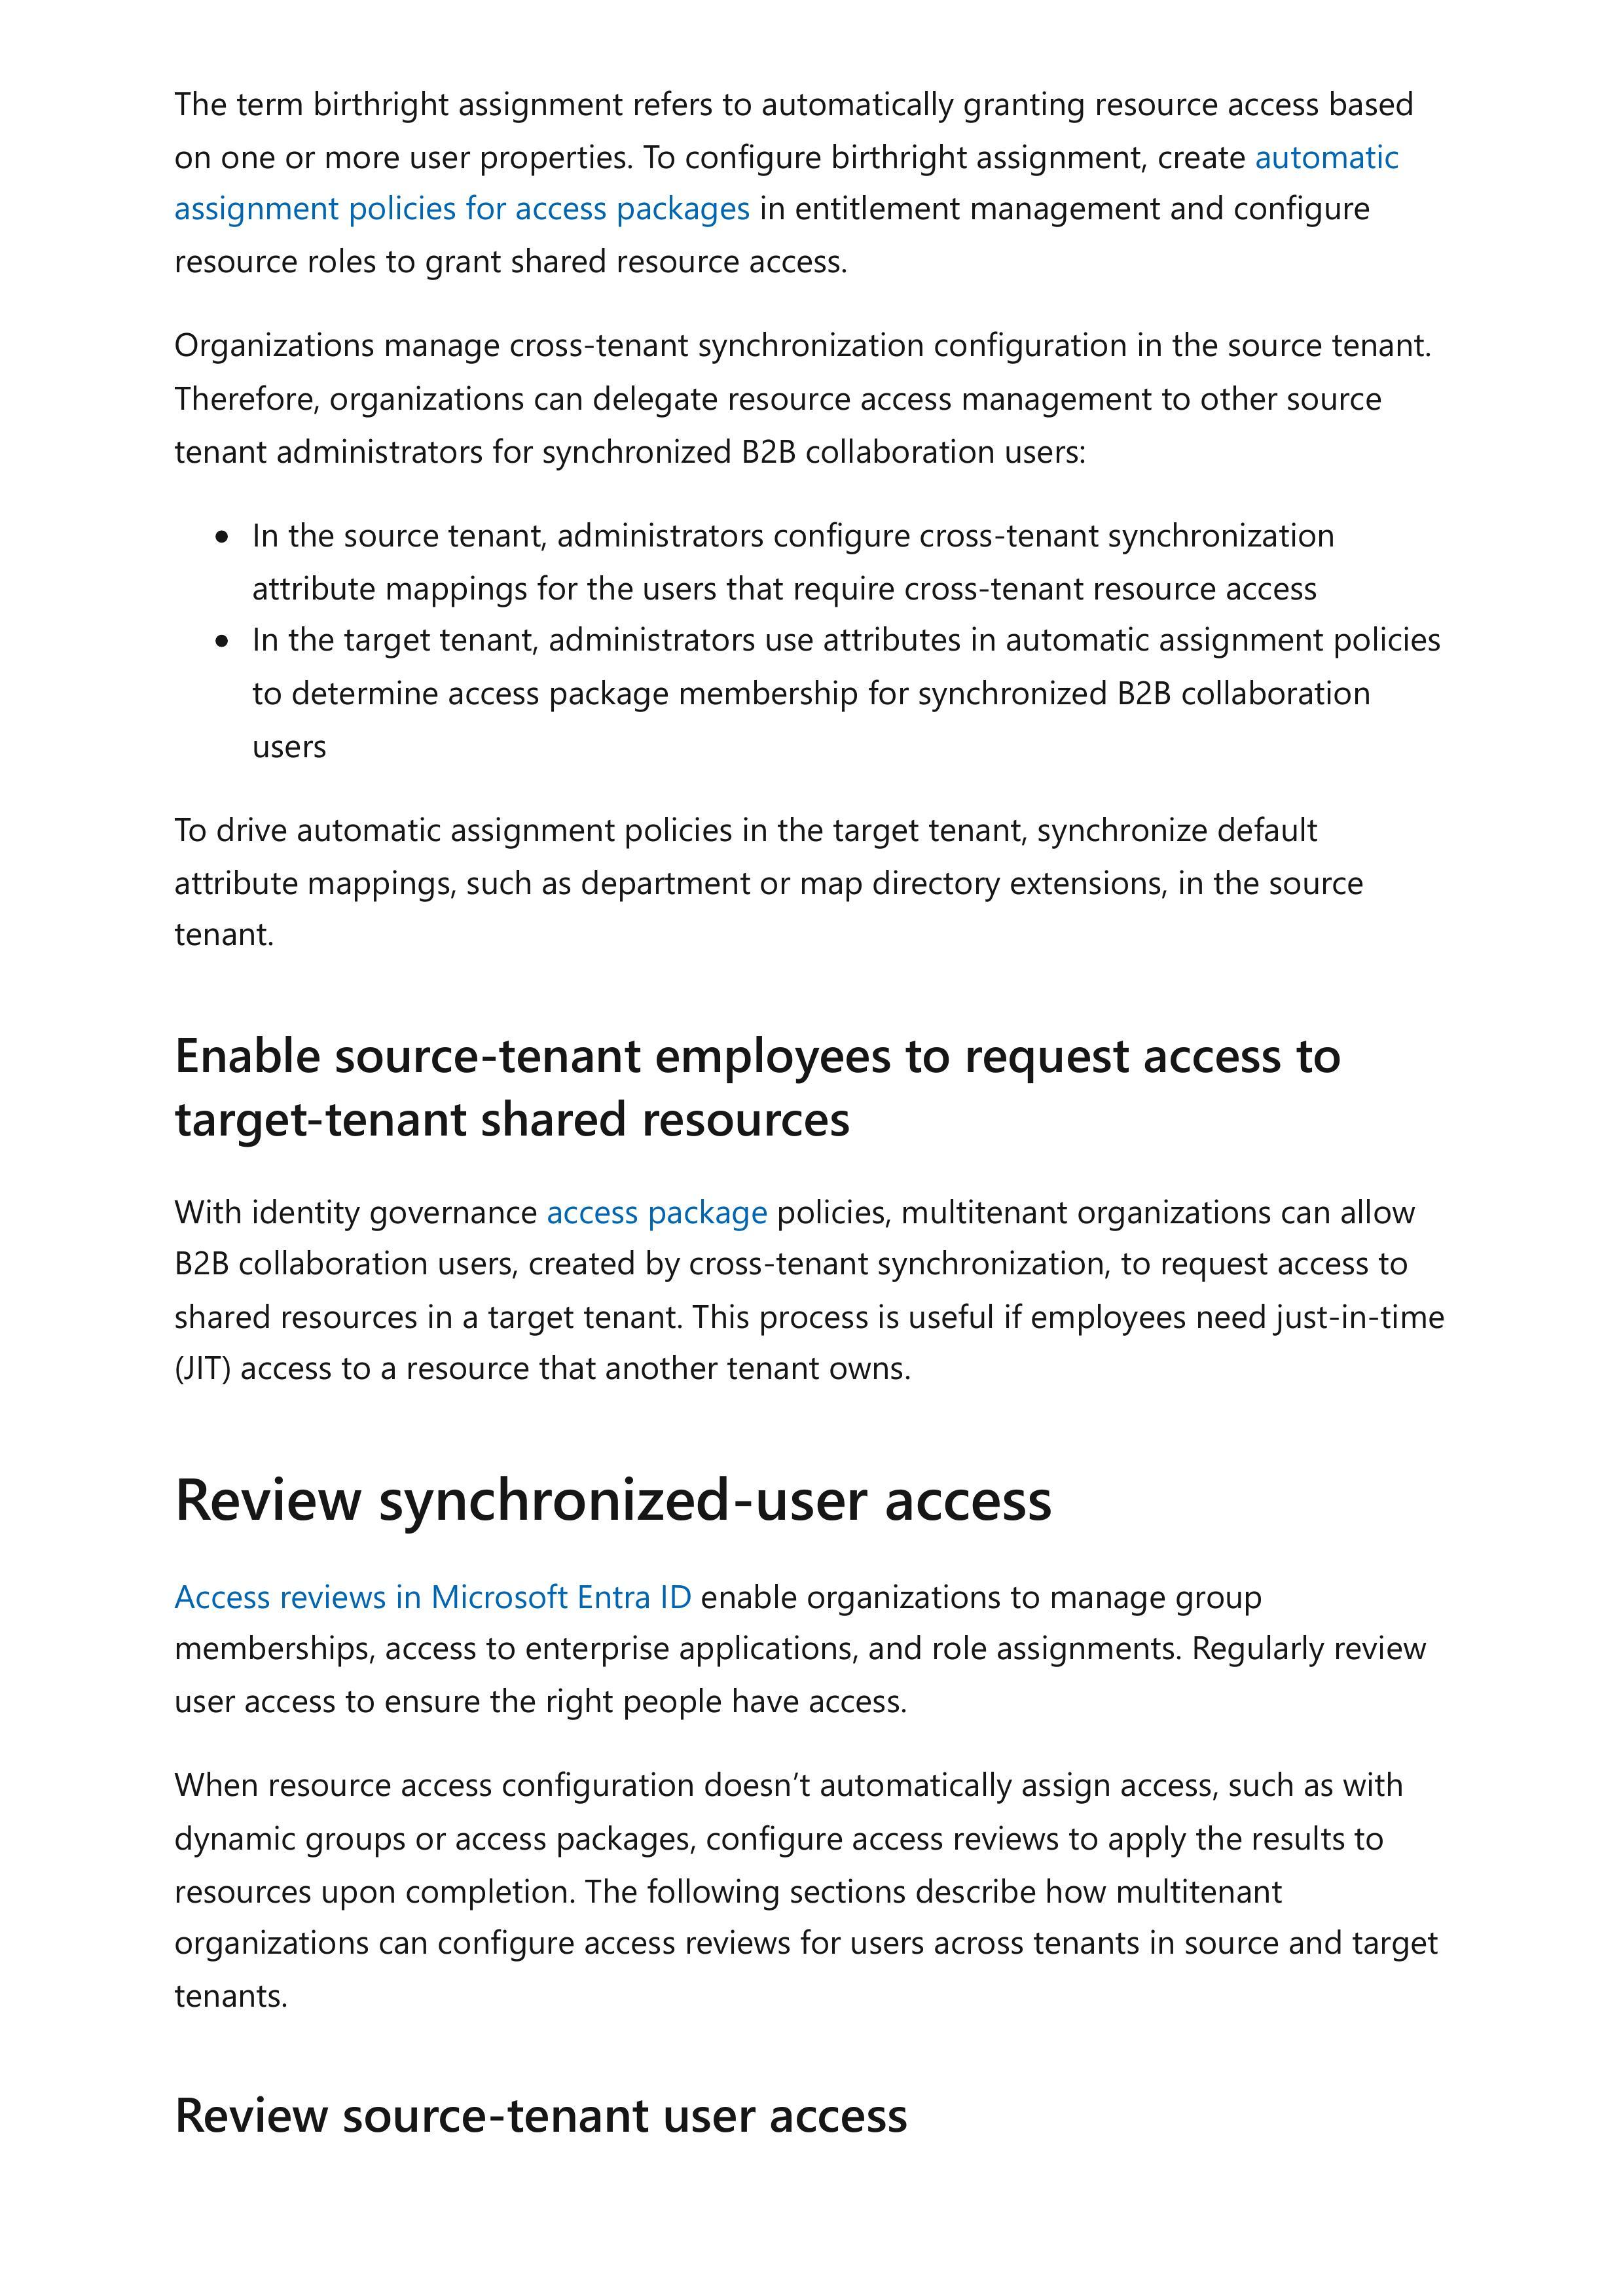 The term birthright assignment refers to automatically granting resource access based
on one or more user properties. To configure birthright assignment, create automatic
assignment policies for access packages in entitlement management and configure
resource roles to grant shared resource access.
Organizations manage cross-tenant synchronization configuration in the source tenant.
Therefore, organizations can delegate resource access management to other source
tenant administrators for synchronized B2B collaboration users:
• In the source tenant, administrators configure cross-tenant synchronization
attribute mappings for the users that require cross-tenant resource access
• In the target tenant, administrators use attributes in automatic assignment policies
to determine access package membership for synchronized B2B collaboration
users
To drive automatic assignment policies in the target tenant, synchronize default
attribute mappings, such as department or map directory extensions, in the source
tenant.
Enable source-tenant employees to request access to
target-tenant shared resources
With identity governance access package policies, multitenant organizations can allow
B2B collaboration users, created by cross-tenant synchronization, to request access to
shared resources in a target tenant. This process is useful if employees need just-in-time
(JIT) access to a resource that another tenant owns.
Review synchronized-user access
Access reviews in Microsoft Entra ID enable organizations to manage group
memberships, access to enterprise applications, and role assignments. Regularly review
user access to ensure the right people have access.
When resource access configuration doesn’t automatically assign access, such as with
dynamic groups or access packages, configure access reviews to apply the results to
resources upon completion. The following sections describe how multitenant
organizations can configure access reviews for users across tenants in source and target
tenants.
Review source-tenant user access